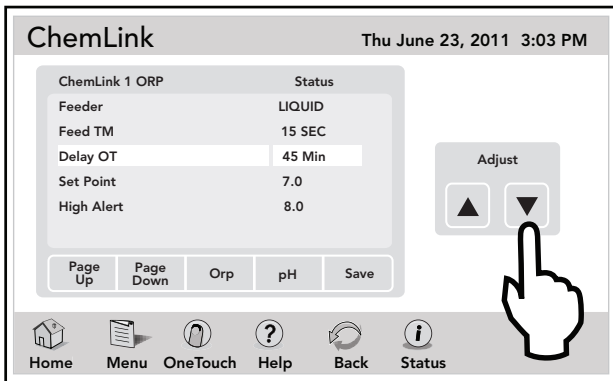 ChemLink
Thu June 23, 2011 3:03 PM
ChemLink 1 ORP Status
Feeder LIQUID
Feed TM 15 SEC
Delay OT 45 Min
Set Point 7.0
High Alert 8.0
Adjust
Page Up Page Down Orp pH Save
Home Menu OneTouch Help Back Status